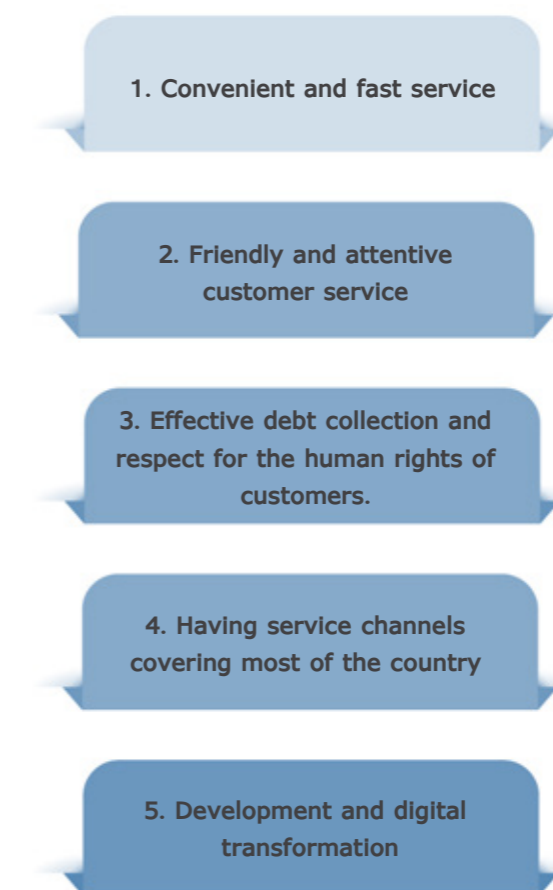 1. Convenient and fast service
2. Friendly and attentive
customer service
3. Effective debt collection and
respect for the human rights of
customers.
4. Having service channels
covering most of the country
5. Development and digital
transformation